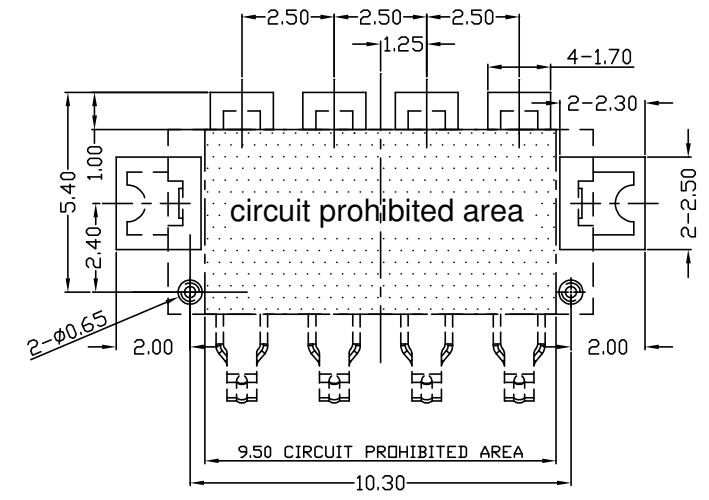 2.50 2.50 2.50
1.25
4-1.70
2-2.30
1.00
5.40
2.40
2-2.50
circuit prohibited area
2-ø0.65
2.00
2.00
9.50 CIRCUIT PROHIBITED AREA
10.30